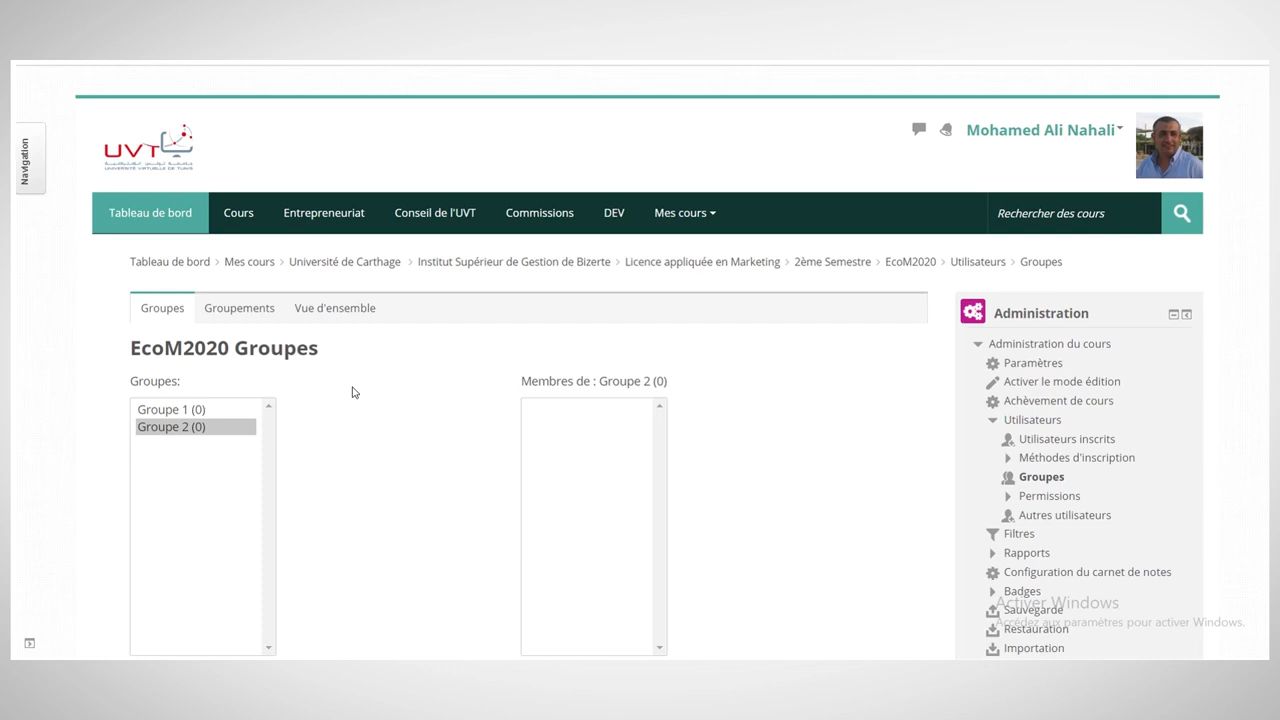 Navigation
UVT
UNIVERSITÉ VIRTUELLE DE TUNIS
Mohamed Ali Nahali
Tableau de bord
Cours
Entrepreneuriat
Conseil de l'UVT
Commissions
DEV
Mes cours
Rechercher des cours
Tableau de bord > Mes cours > Université de Carthage > Institut Supérieur de Gestion de Bizerte > Licence appliquée en Marketing > 2ème Semestre > EcoM2020 > Utilisateurs > Groupes
Groupes
Groupements
Vue d'ensemble
EcoM2020 Groupes
Groupes:
Groupe 1 (0)
Groupe 2 (0)
Membres de : Groupe 2 (0)
Administration
Administration du cours
Paramètres
Activer le mode édition
Achèvement de cours
Utilisateurs
Utilisateurs inscrits
Méthodes d'inscription
Groupes
Permissions
Autres utilisateurs
Filtres
Rapports
Configuration du carnet de notes
Badges
Activer Windows
Sauvegarde
Accédez aux paramètres pour activer Windows.
Restauration
Importation